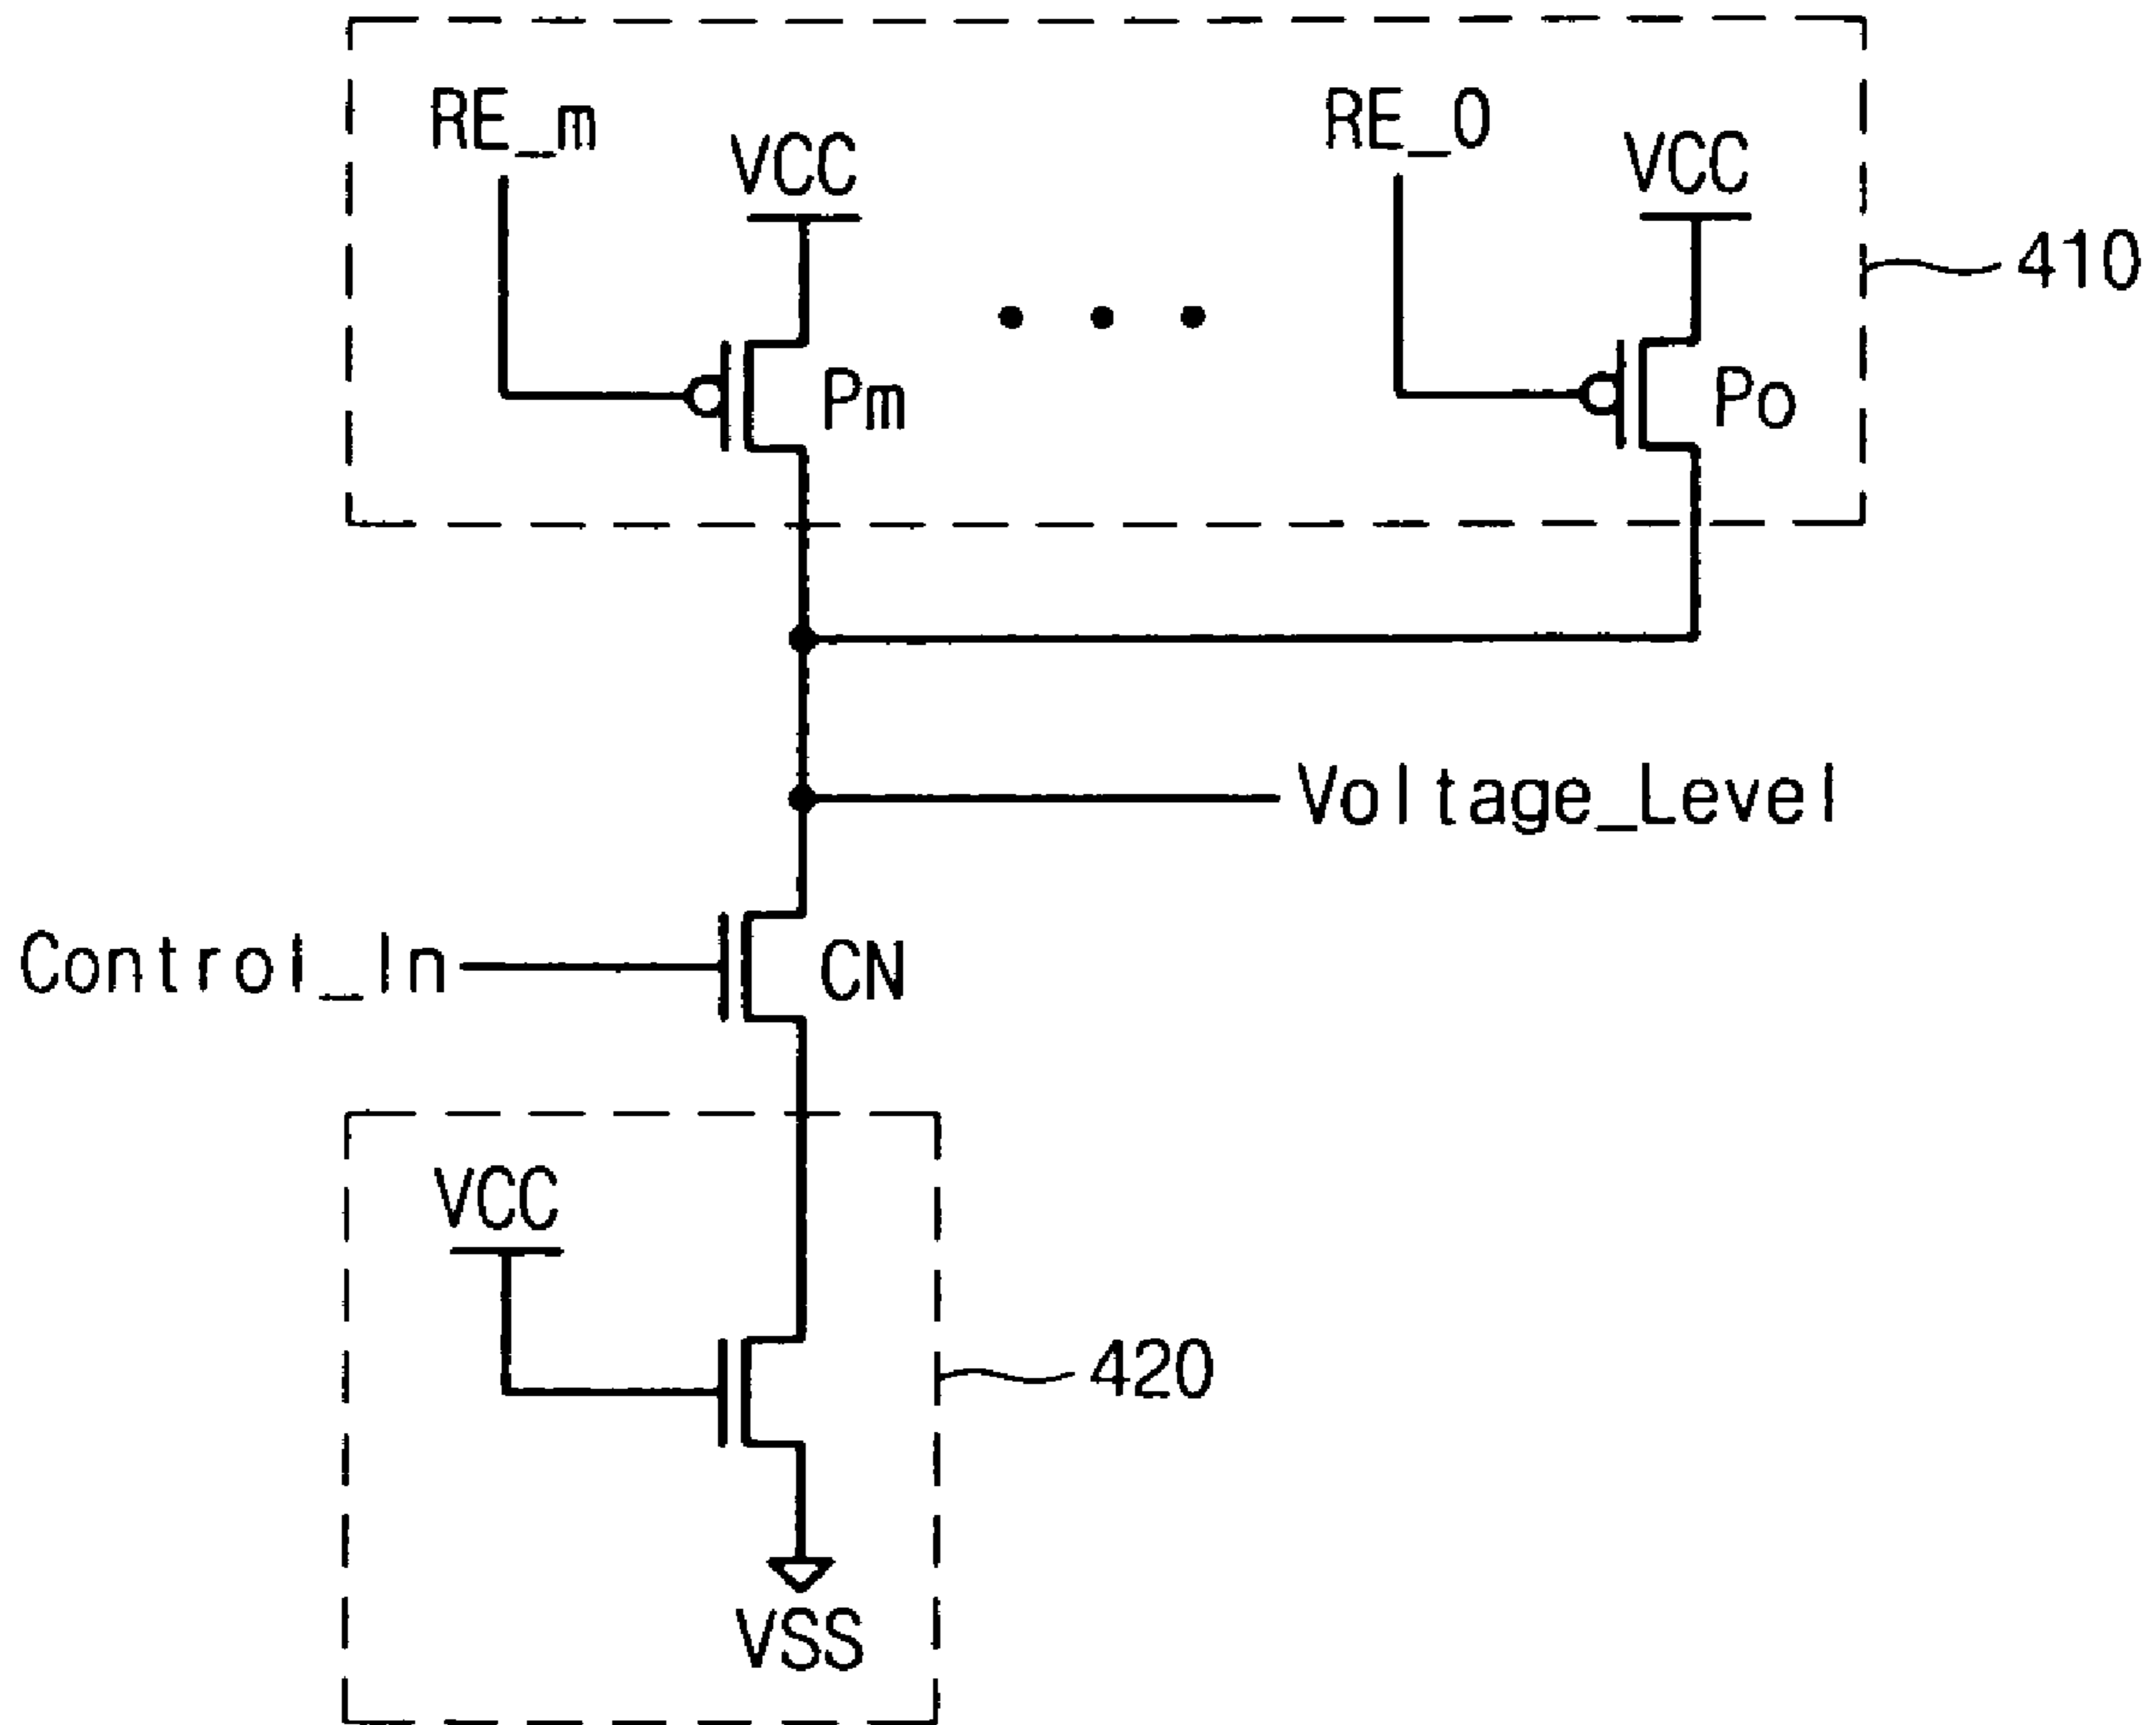 RE_m
RE_0
VCC
VCC
410
Pm
Po
Voltage_Level
Control_In
CN
VCC
420
VSS